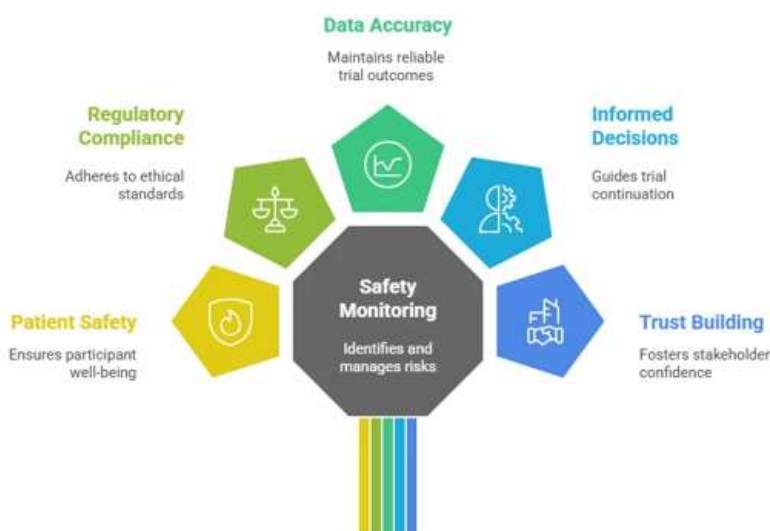 Data Accuracy
Maintains reliable
trial outcomes
Regulatory
Compliance
Adheres to ethical
standards
Informed
Decisions
Guides trial
continuation
Patient Safety
Ensures participant
well-being
Safety
Monitoring
Identifies and
manages risks
Trust Building
Fosters stakeholder
confidence